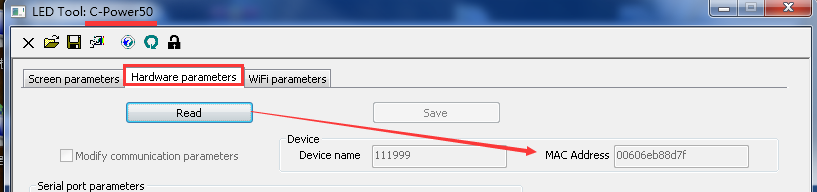 LED Tool: C-Power50
Screen parameters Hardware parameters WiFi parameters
Read Save
Device
Modify communication parameters Device name 111999 MAC Address 00606eb88d7f
Serial port parameters